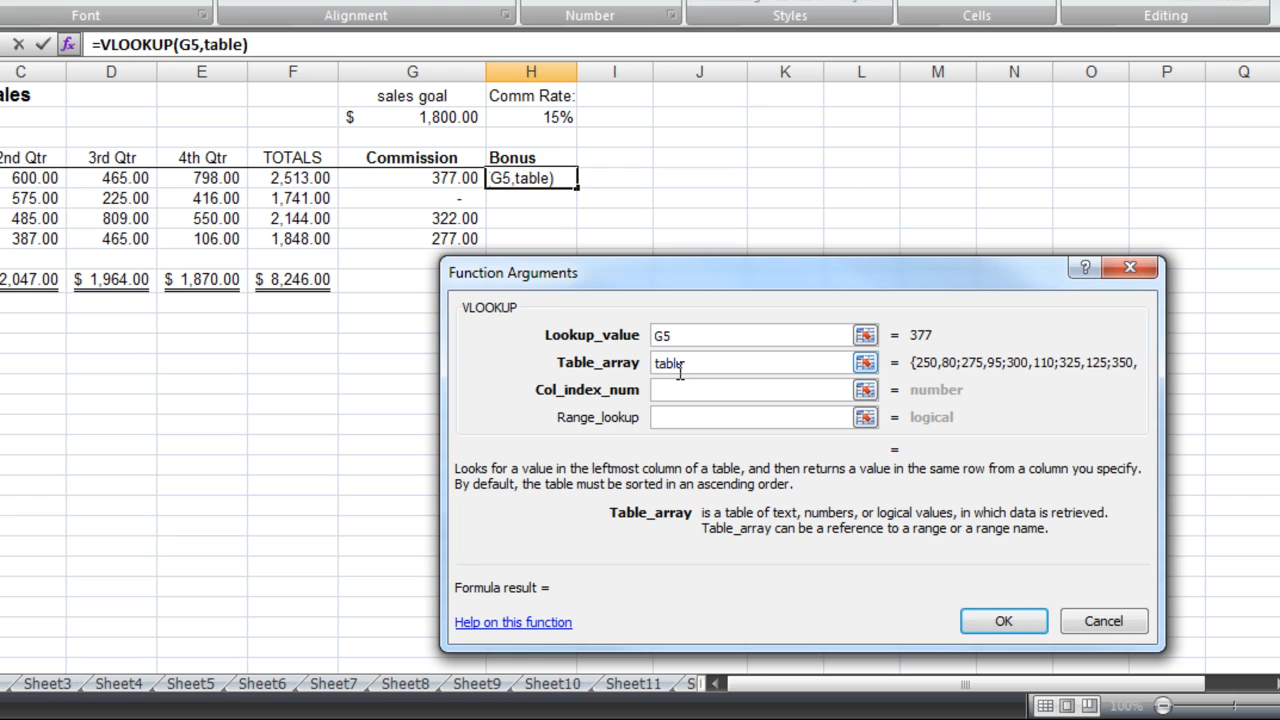 Font Alignment Number Styles Cells Editing
=VLOOKUP(G5,table)
C D E F G H I J K L M N O P Q
ales sales goal Comm Rate:
$ 1,800.00 15%
2nd Qtr 3rd Qtr 4th Qtr TOTALS Commission Bonus
600.00 465.00 798.00 2,513.00 377.00 G5,table)
575.00 225.00 416.00 1,741.00 -
485.00 809.00 550.00 2,144.00 322.00
387.00 465.00 106.00 1,848.00 277.00
2,047.00 $ 1,964.00 $ 1,870.00 $ 8,246.00
Function Arguments ?
VLOOKUP
Lookup_value G5 = 377
Table_array table = {250,80;275,95;300,110;325,125;350,
Col_index_num = number
Range_lookup = logical
=
Looks for a value in the leftmost column of a table, and then returns a value in the same row from a column you specify.
By default, the table must be sorted in an ascending order.
Table_array is a table of text, numbers, or logical values, in which data is retrieved.
Table_array can be a reference to a range or a range name.
Formula result =
Help on this function OK Cancel
Sheet3 Sheet4 Sheet5 Sheet6 Sheet7 Sheet8 Sheet9 Sheet10 Sheet11 S
100%